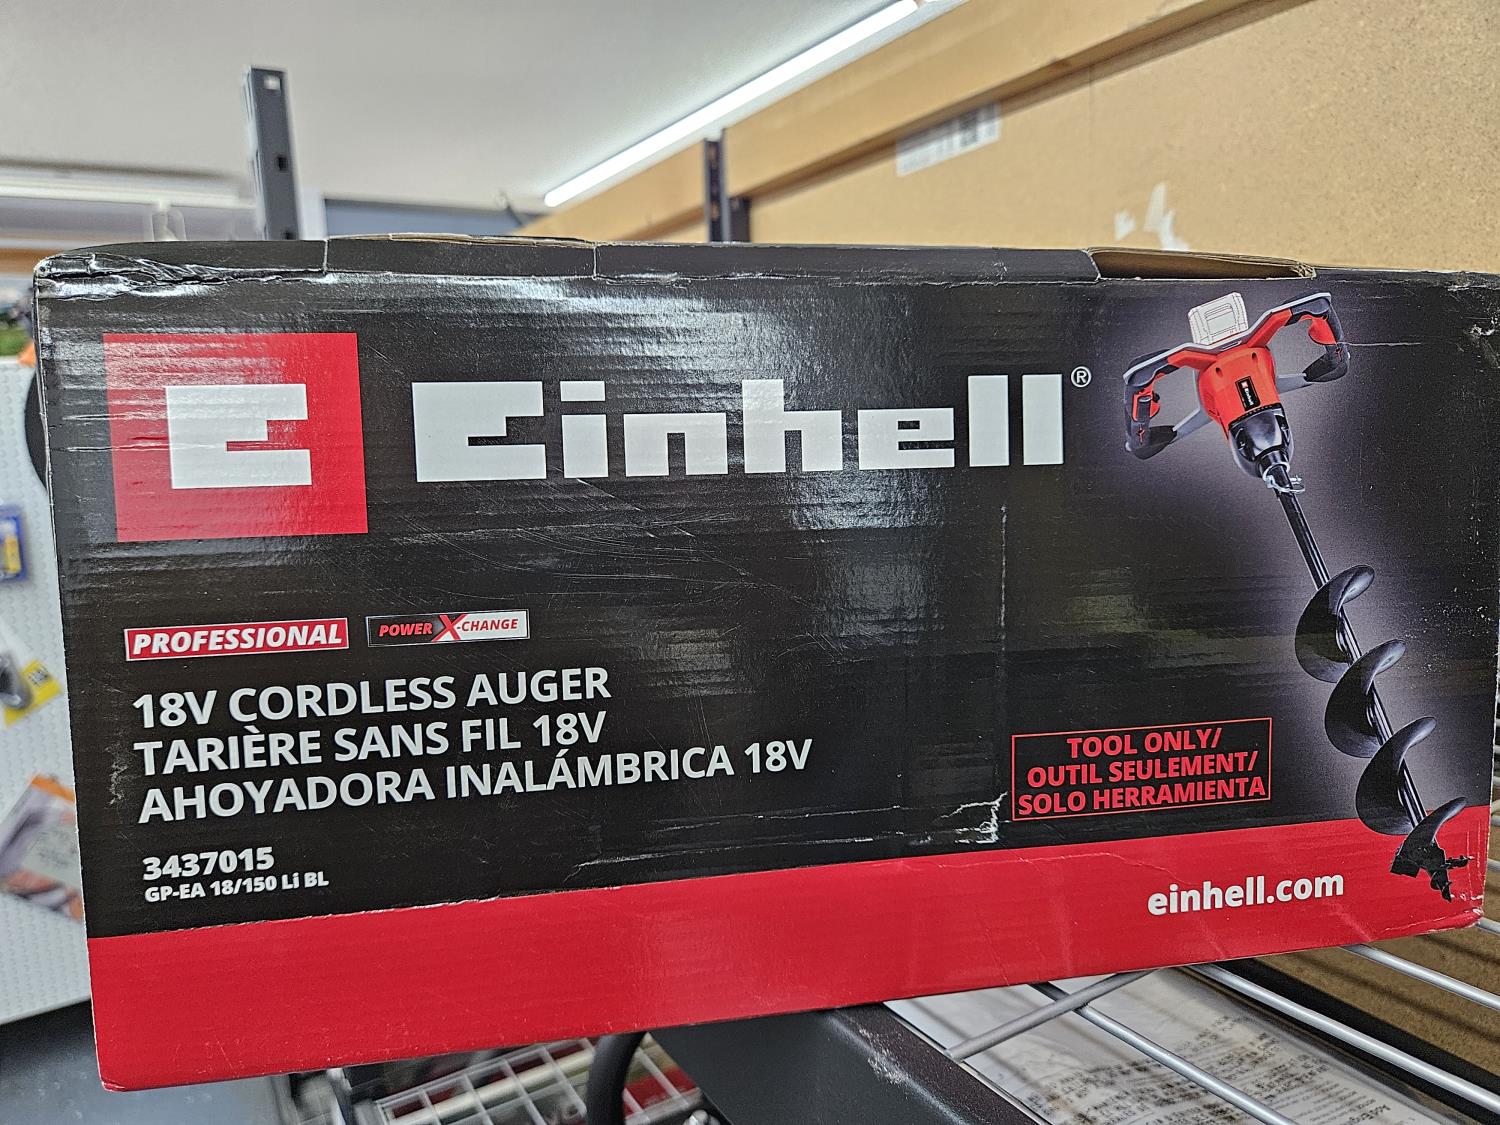 E Einhell®
PROFESSIONAL POWER X-CHANGE
18V CORDLESS AUGER
TARIÈRE SANS FIL 18V
AHOYADORA INALÁMBRICA 18V
3437015
GP-EA 18/150 Li BL
TOOL ONLY/
OUTIL SEULEMENT/
SOLO HERRAMIENTA
einhell.com